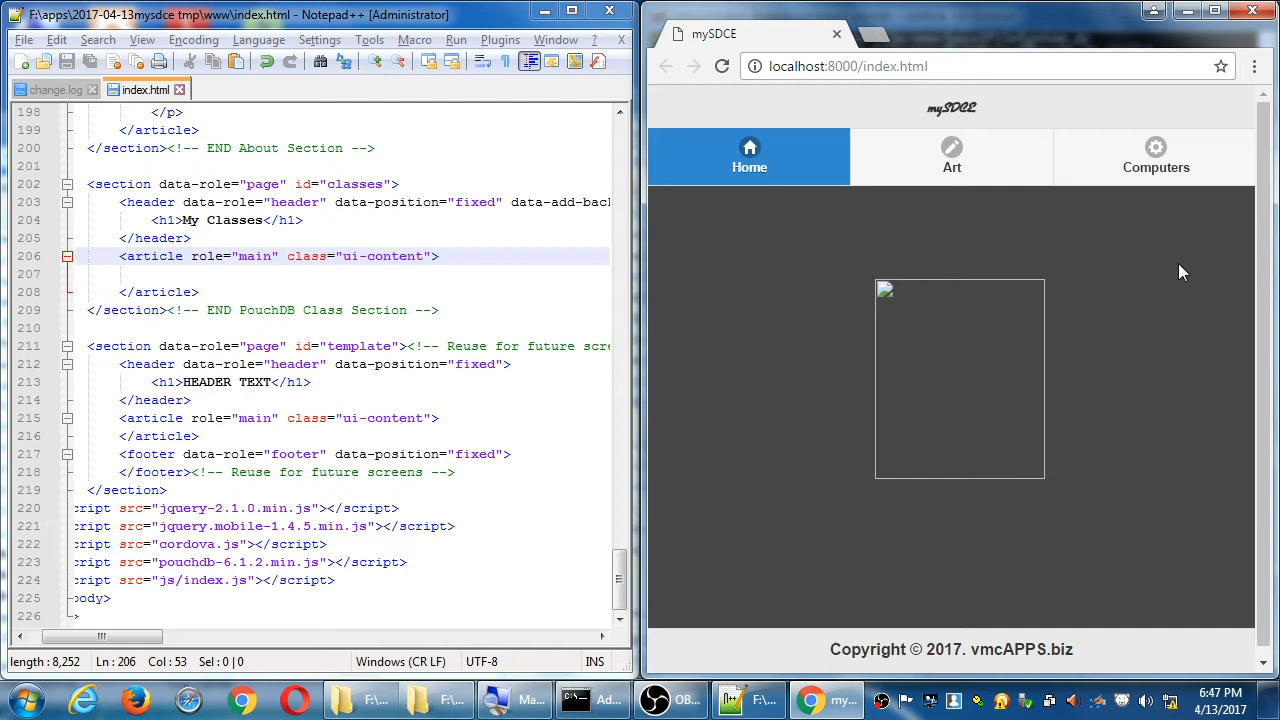 F:\apps\2017-04-13mysdce tmp\www\index.html - Notepad++ [Administrator]
File Edit Search View Encoding Language Settings Tools Macro Run Plugins Window ? X
change.log index.html
198 </p>
199 </article>
200 </section><!-- END About Section -->
201
202 <section data-role="page" id="classes">
203 <header data-role="header" data-position="fixed" data-add-bac
204 <h1>My Classes</h1>
205 </header>
206 <article role="main" class="ui-content">
207
208 </article>
209 </section><!-- END PouchDB Class Section -->
210
211 <section data-role="page" id="template"><!-- Reuse for future scre
212 <header data-role="header" data-position="fixed">
213 <h1>HEADER TEXT</h1>
214 </header>
215 <article role="main" class="ui-content">
216 </article>
217 <footer data-role="footer" data-position="fixed">
218 </footer><!-- Reuse for future screens -->
219 </section>
220 cript src="jquery-2.1.0.min.js"></script>
221 cript src="jquery.mobile-1.4.5.min.js"></script>
222 cript src="cordova.js"></script>
223 cript src="pouchdb-6.1.2.min.js"></script>
224 cript src="js/index.js"></script>
225 body>
226 >
length : 8,252 Ln : 206 Col : 53 Sel : 0 | 0 Windows (CR LF) UTF-8 INS
mySDCE
localhost:8000/index.html
mySDCE
Home Art Computers
Copyright © 2017. vmcAPPS.biz
F:\... F:\... Ma... Ad... OB... F:\... my...
6:47 PM
4/13/2017